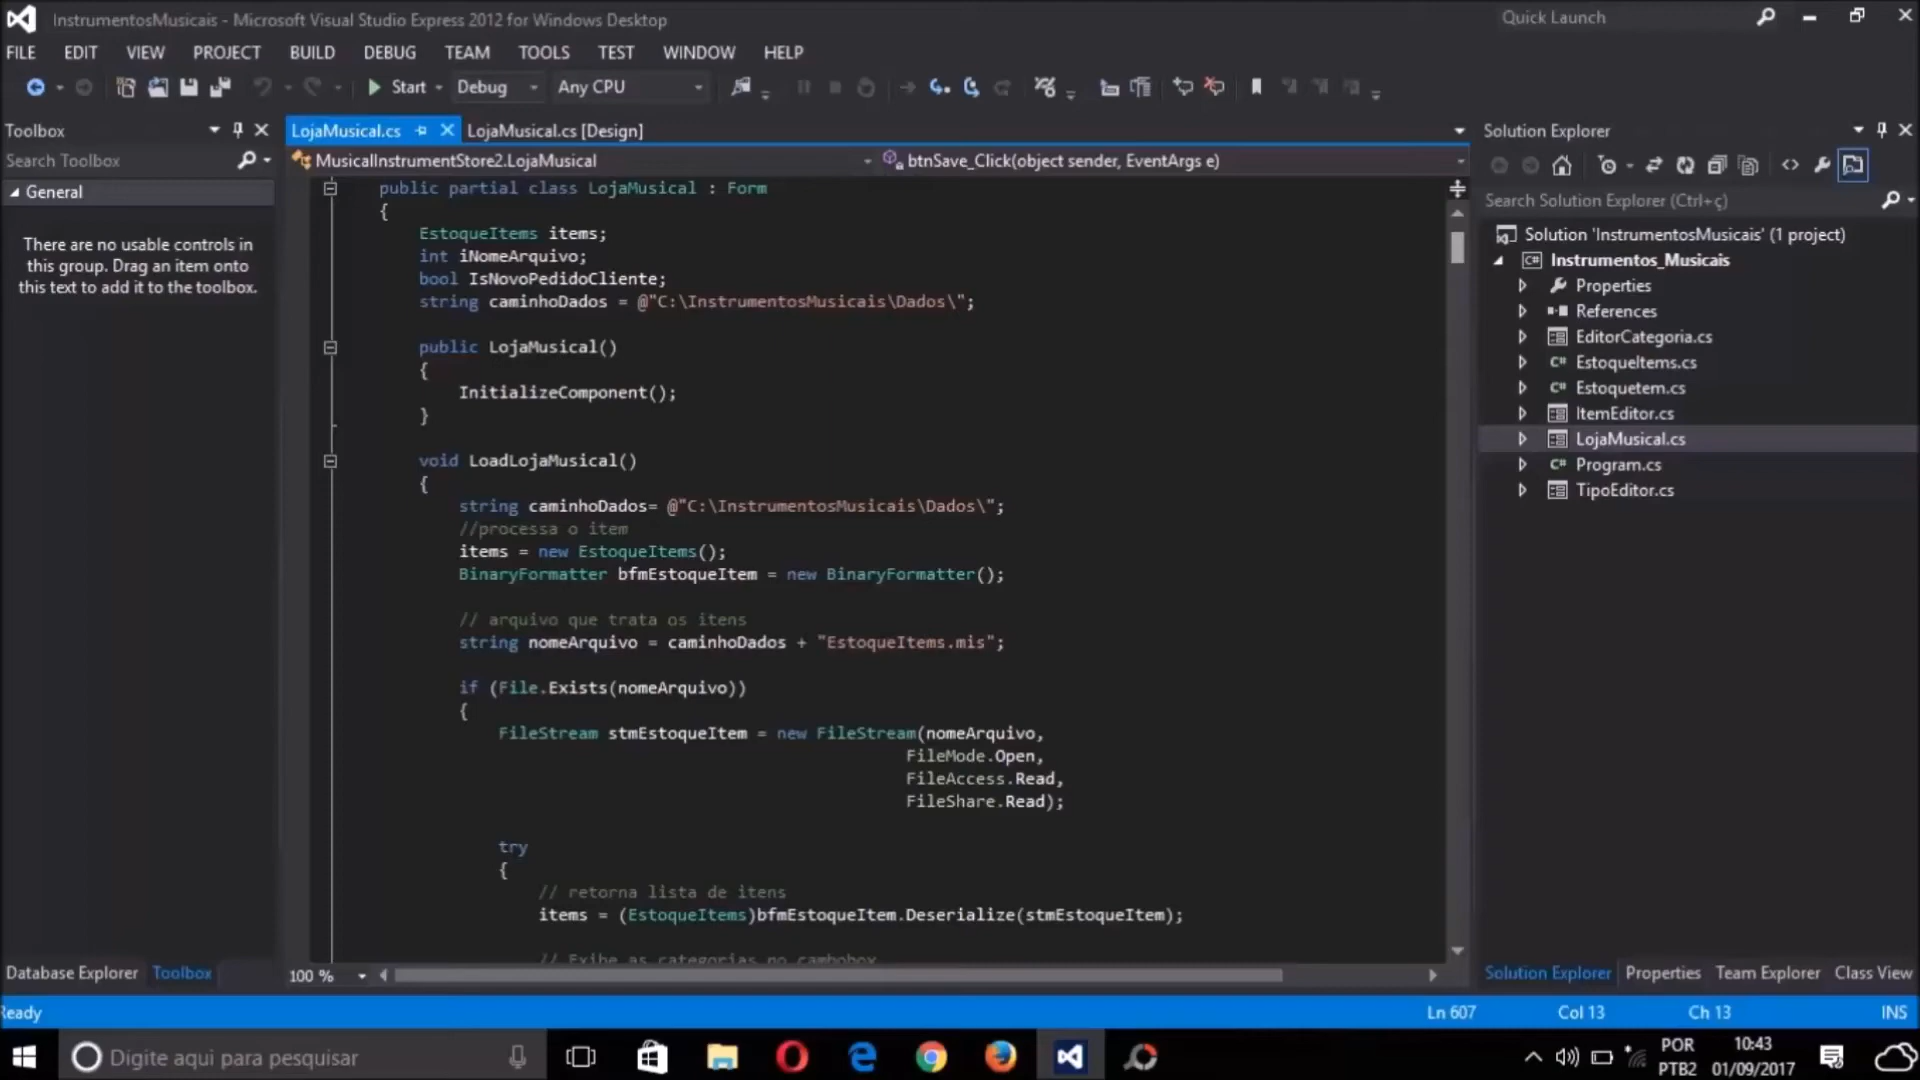 InstrumentosMusicais - Microsoft Visual Studio Express 2012 for Windows Desktop
Quick Launch
FILE EDIT VIEW PROJECT BUILD DEBUG TEAM TOOLS TEST WINDOW HELP
Start Debug Any CPU
Toolbox
Search Toolbox
General
There are no usable controls in
this group. Drag an item onto
this text to add it to the toolbox.
Database Explorer Toolbox
LojaMusical.cs LojaMusical.cs [Design]
MusicalInstrumentStore2.LojaMusical btnSave_Click(object sender, EventArgs e)
public partial class LojaMusical : Form
{
EstoqueItems items;
int iNomeArquivo;
bool IsNovoPedidoCliente;
string caminhoDados = @"C:\InstrumentosMusicais\Dados\";
public LojaMusical()
{
InitializeComponent();
}
void LoadLojaMusical()
{
string caminhoDados= @"C:\InstrumentosMusicais\Dados\";
//processa o item
items = new EstoqueItems();
BinaryFormatter bfmEstoqueItem = new BinaryFormatter();
// arquivo que trata os itens
string nomeArquivo = caminhoDados + "EstoqueItems.mis";
if (File.Exists(nomeArquivo))
{
FileStream stmEstoqueItem = new FileStream(nomeArquivo,
FileMode.Open,
FileAccess.Read,
FileShare.Read);
try
{
// retorna lista de itens
items = (EstoqueItems)bfmEstoqueItem.Deserialize(stmEstoqueItem);
// Exibe as categorias no cambobox
100 %
Solution Explorer
Search Solution Explorer (Ctrl+ç)
Solution 'InstrumentosMusicais' (1 project)
C# Instrumentos_Musicais
Properties
References
EditorCategoria.cs
C# EstoqueItems.cs
C# Estoquetem.cs
ItemEditor.cs
LojaMusical.cs
C# Program.cs
TipoEditor.cs
Solution Explorer Properties Team Explorer Class View
Ready Ln 607 Col 13 Ch 13 INS
Digite aqui para pesquisar
POR
PTB2
10:43
01/09/2017